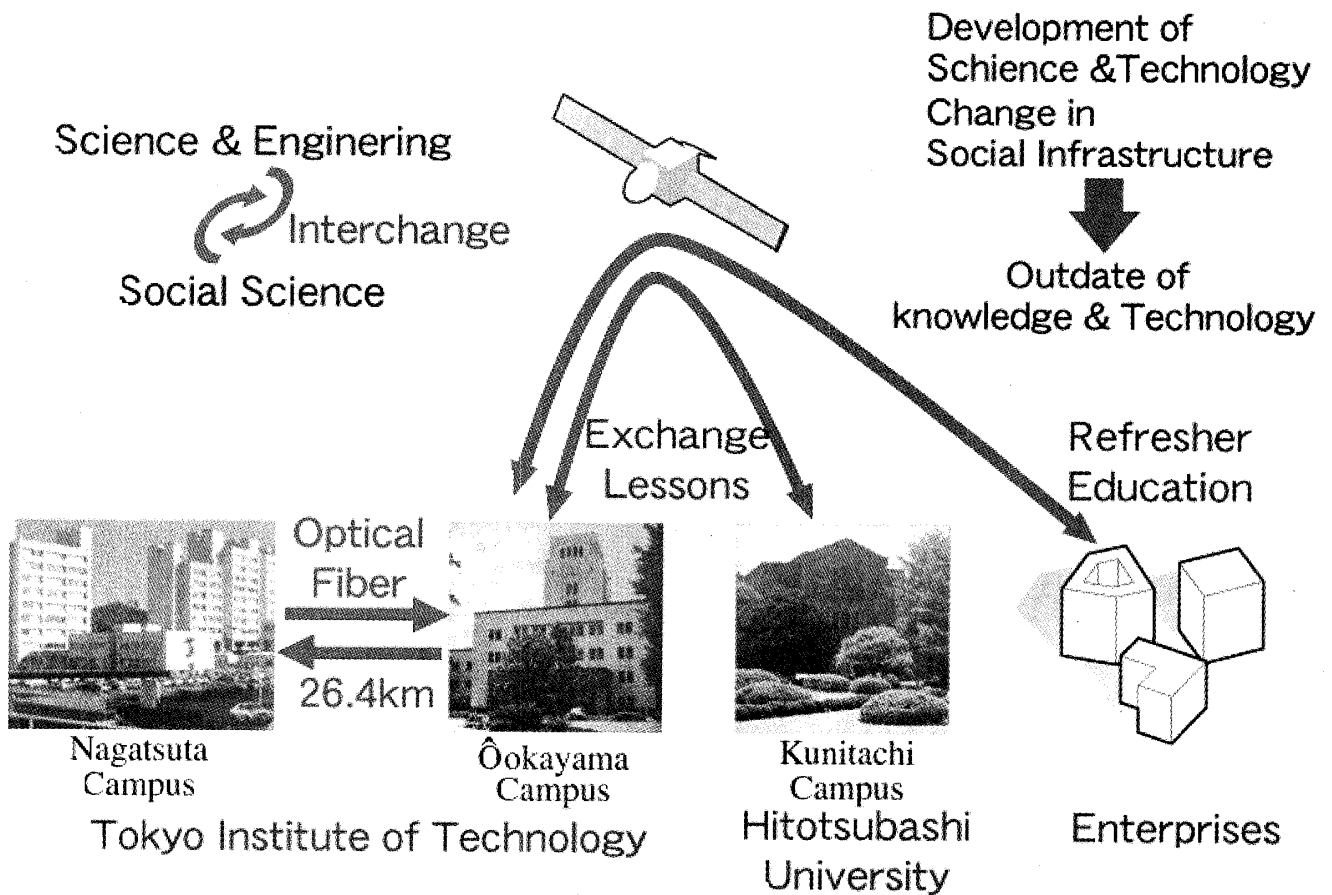 Development of
Schience &Technology
Change in
Social Infrastructure
Outdate of
knowledge & Technology
Science & Enginering
Interchange
Social Science
Exchange
Lessons
Refresher
Education
Optical
Fiber
26.4km
Nagatsuta
Campus
Ôokayama
Campus
Kunitachi
Campus
Tokyo Institute of Technology
Hitotsubashi
University
Enterprises